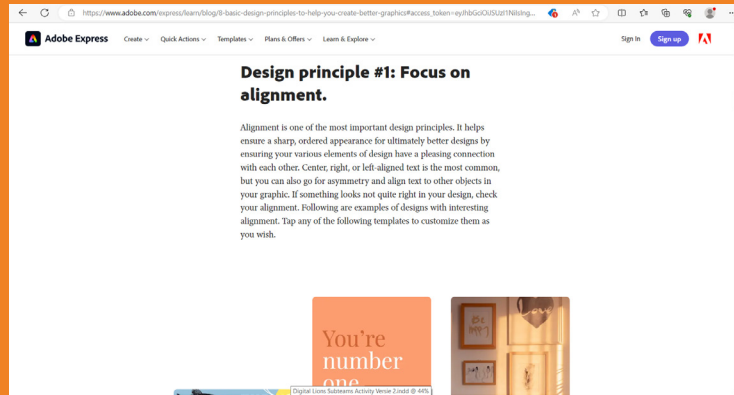 https://www.adobe.com/express/learn/blog/8-basic-design-principles-to-help-you-create-better-graphics#access_token=eyJhbGciOiJSUzI1NiIsIng...
Adobe Express Create Quick Actions Templates Plans & Offers Learn & Explore Sign In Sign up
Design principle #1: Focus on
alignment.
Alignment is one of the most important design principles. It helps
ensure a sharp, ordered appearance for ultimately better designs by
ensuring your various elements of design have a pleasing connection
with each other. Center, right, or left-aligned text is the most common,
but you can also go for asymmetry and align text to other objects in
your graphic. If something looks not quite right in your design, check
your alignment. Following are examples of designs with interesting
alignment. Tap any of the following templates to customize them as
you wish.
You're
number
one
Love
Digital Lions Subteams Activity Versie 2.indd @ 44%